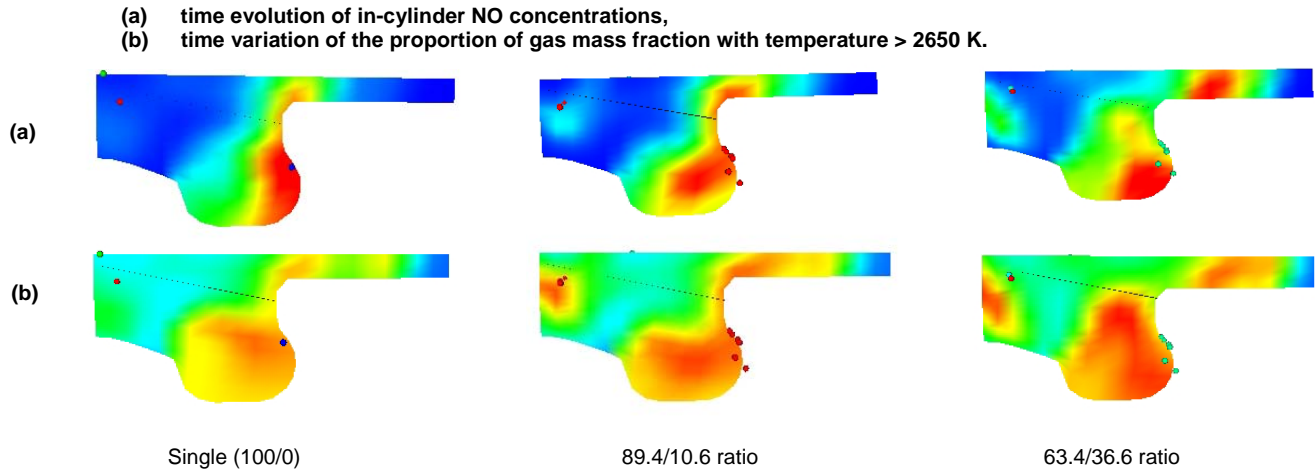 (a) time evolution of in-cylinder NO concentrations,
(b) time variation of the proportion of gas mass fraction with temperature > 2650 K.
(a)
(b)
Single (100/0) 89.4/10.6 ratio 63.4/36.6 ratio